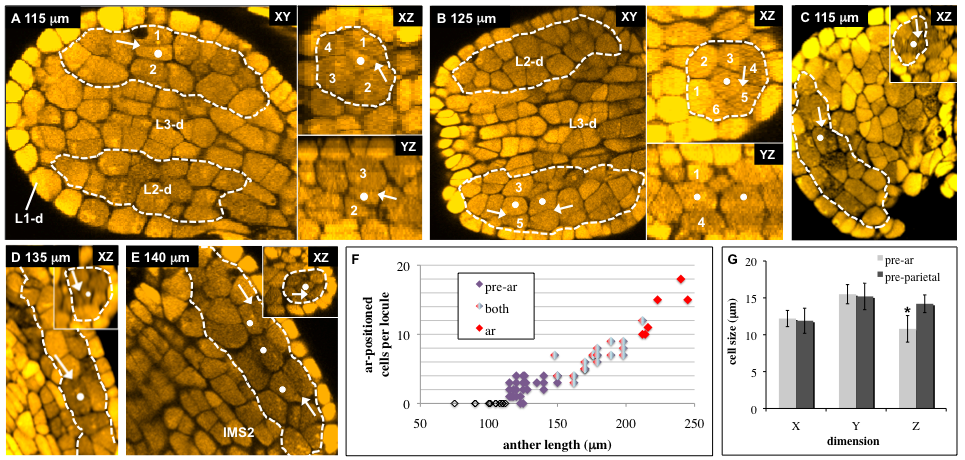 A 115 μm
XY
1
2
L3-d
L2-d
L1-d
XZ
4
1
3
2
YZ
3
2
B 125 μm
XY
L2-d
L3-d
3
5
XZ
2
3
4
1
5
6
YZ
1
4
C 115 μm
XZ
D 135 μm
XZ
E 140 μm
XZ
IMS2
F
20
10
0
50
100
150
200
250
ar-positioned
cells per locule
anther length (μm)
pre-ar
both
ar
G
20
15
10
5
0
cell size (μm)
pre-ar
pre-parietal
*
X
Y
Z
dimension